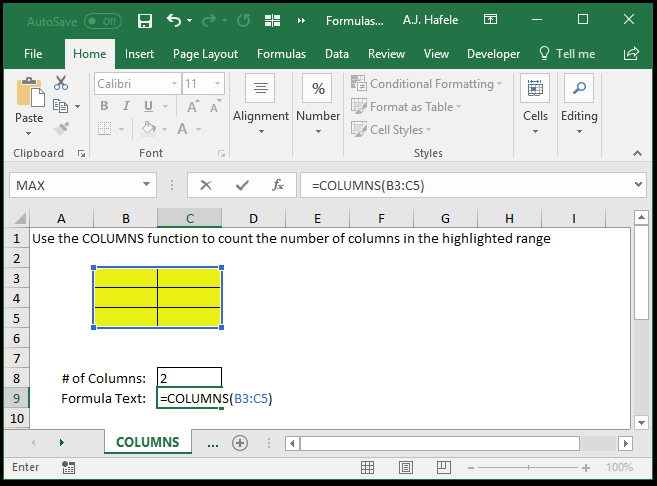 AutoSave Off Formulas... A.J. Hafele
File Home Insert Page Layout Formulas Data Review View Developer Tell me
Paste
Clipboard
Calibri 11
B I U A A
A
Font
Alignment
Number
%
Conditional Formatting
Format as Table
Cell Styles
Styles
Cells
Editing
MAX fx =COLUMNS(B3:C5)
A B C D E F G H I
1 Use the COLUMNS function to count the number of columns in the highlighted range
2
3
4
5
6
7
8 # of Columns: 2
9 Formula Text: =COLUMNS(B3:C5)
10
COLUMNS ...
Enter 100%